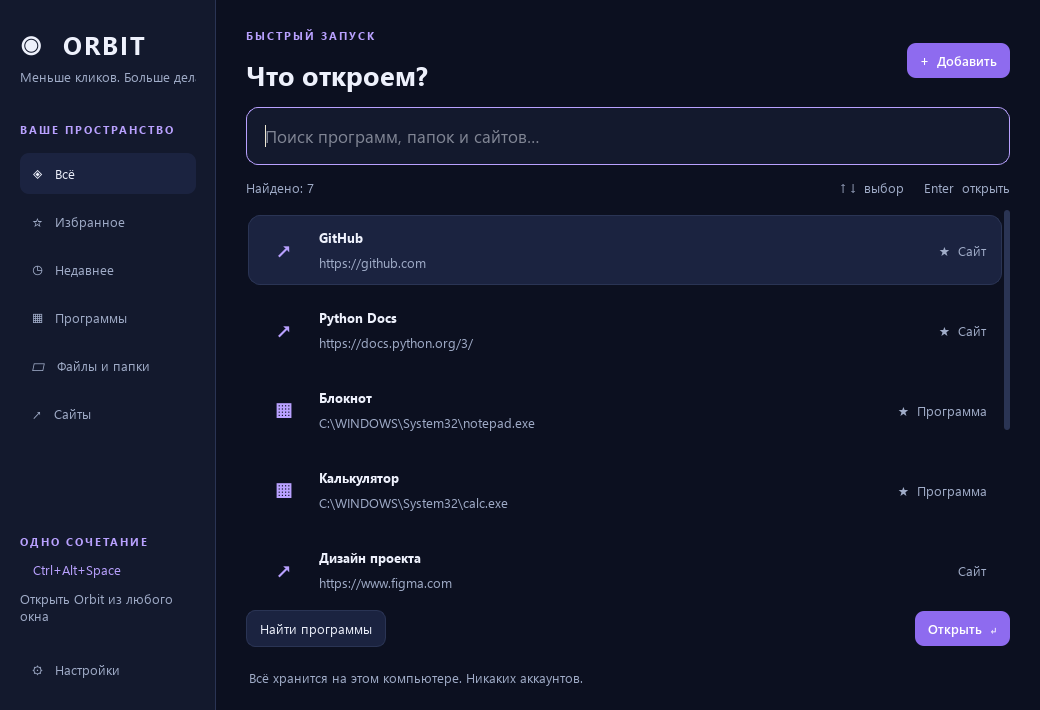 ORBIT
Меньше кликов. Больше дел
ВАШЕ ПРОСТРАНСТВО
Всё
Избранное
Недавнее
Программы
Файлы и папки
Сайты
ОДНО СОЧЕТАНИЕ
Ctrl+Alt+Space
Открыть Orbit из любого
окна
Настройки
БЫСТРЫЙ ЗАПУСК
Что откроем?
+ Добавить
Поиск программ, папок и сайтов…
Найдено: 7
↑↓ выбор Enter открыть
GitHub
https://github.com
★ Сайт
Python Docs
https://docs.python.org/3/
★ Сайт
Блокнот
C:\WINDOWS\System32\notepad.exe
★ Программа
Калькулятор
C:\WINDOWS\System32\calc.exe
★ Программа
Дизайн проекта
https://www.figma.com
Сайт
Найти программы
Открыть ↵
Всё хранится на этом компьютере. Никаких аккаунтов.